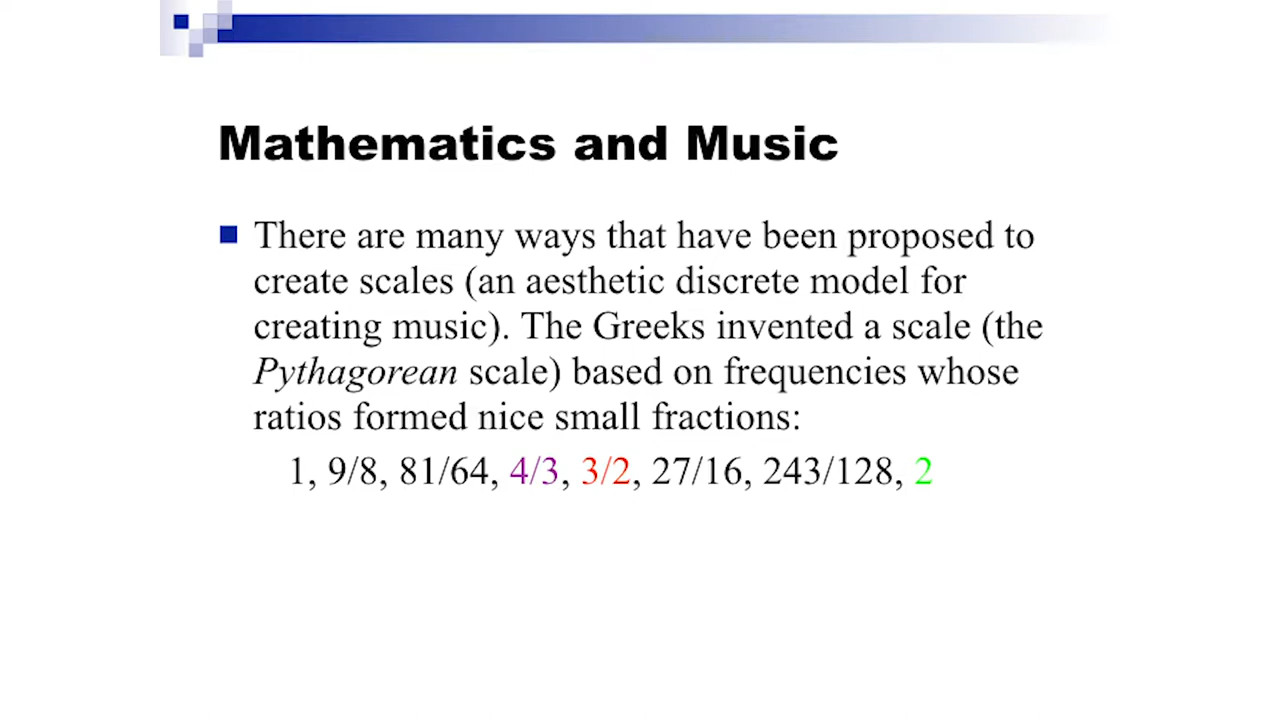 Mathematics and Music
There are many ways that have been proposed to
create scales (an aesthetic discrete model for
creating music). The Greeks invented a scale (the
Pythagorean scale) based on frequencies whose
ratios formed nice small fractions:
1, 9/8, 81/64, 4/3, 3/2, 27/16, 243/128, 2